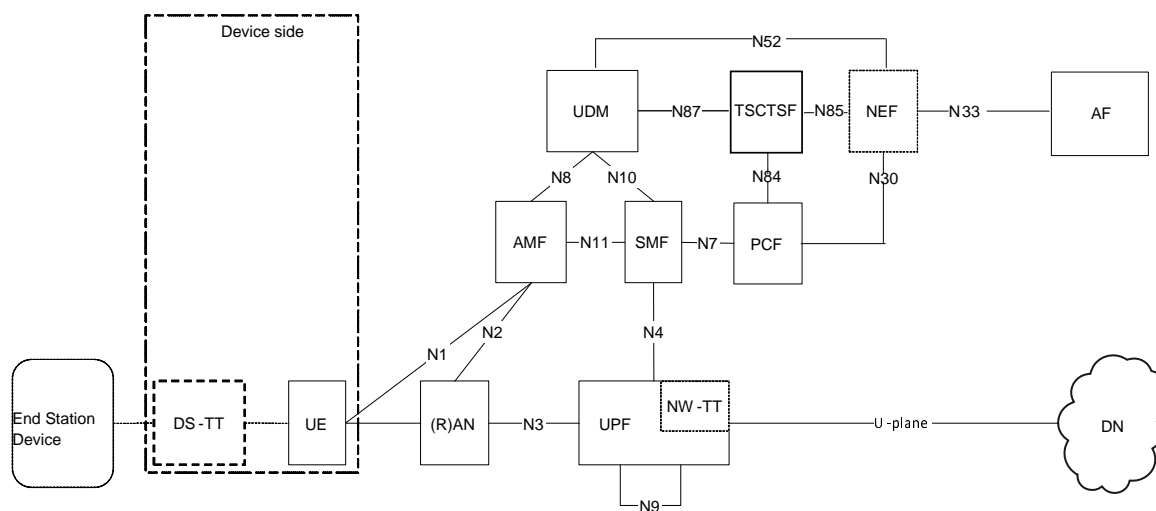 Device side
N52
UDM
N87
TSCTSF
N85
NEF
N33
AF
N8
N10
N84
N30
AMF
N11
SMF
N7
PCF
N1
N2
N4
End Station
Device
DS-TT
UE
(R)AN
N3
UPF
NW-TT
U-plane
DN
N9